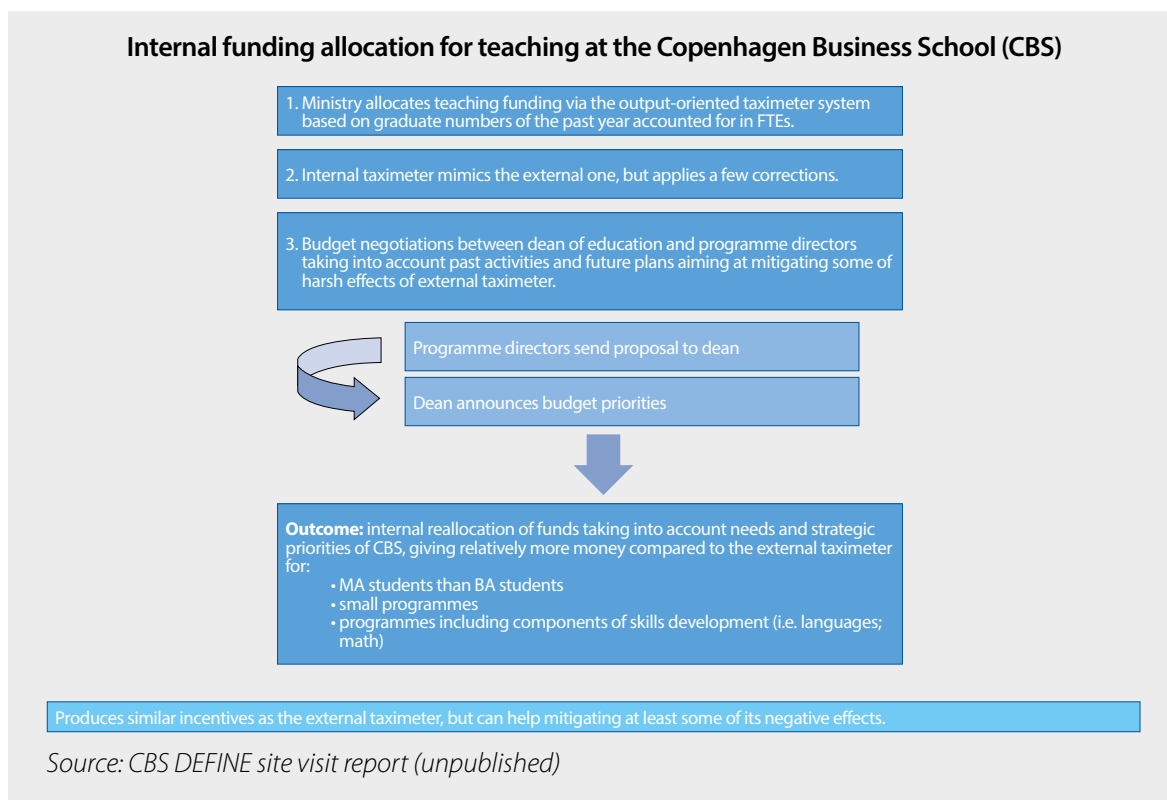 Internal funding allocation for teaching at the Copenhagen Business School (CBS)
1. Ministry allocates teaching funding via the output-oriented taximeter system
based on graduate numbers of the past year accounted for in FTEs.
2. Internal taximeter mimics the external one, but applies a few corrections.
3. Budget negotiations between dean of education and programme directors
taking into account past activities and future plans aiming at mitigating some of
harsh effects of external taximeter.
Programme directors send proposal to dean
Dean announces budget priorities
Outcome: internal reallocation of funds taking into account needs and strategic
priorities of CBS, giving relatively more money compared to the external taximeter
for:
• MA students than BA students
• small programmes
• programmes including components of skills development (i.e. languages;
math)
Produces similar incentives as the external taximeter, but can help mitigating at least some of its negative effects.
Source: CBS DEFINE site visit report (unpublished)